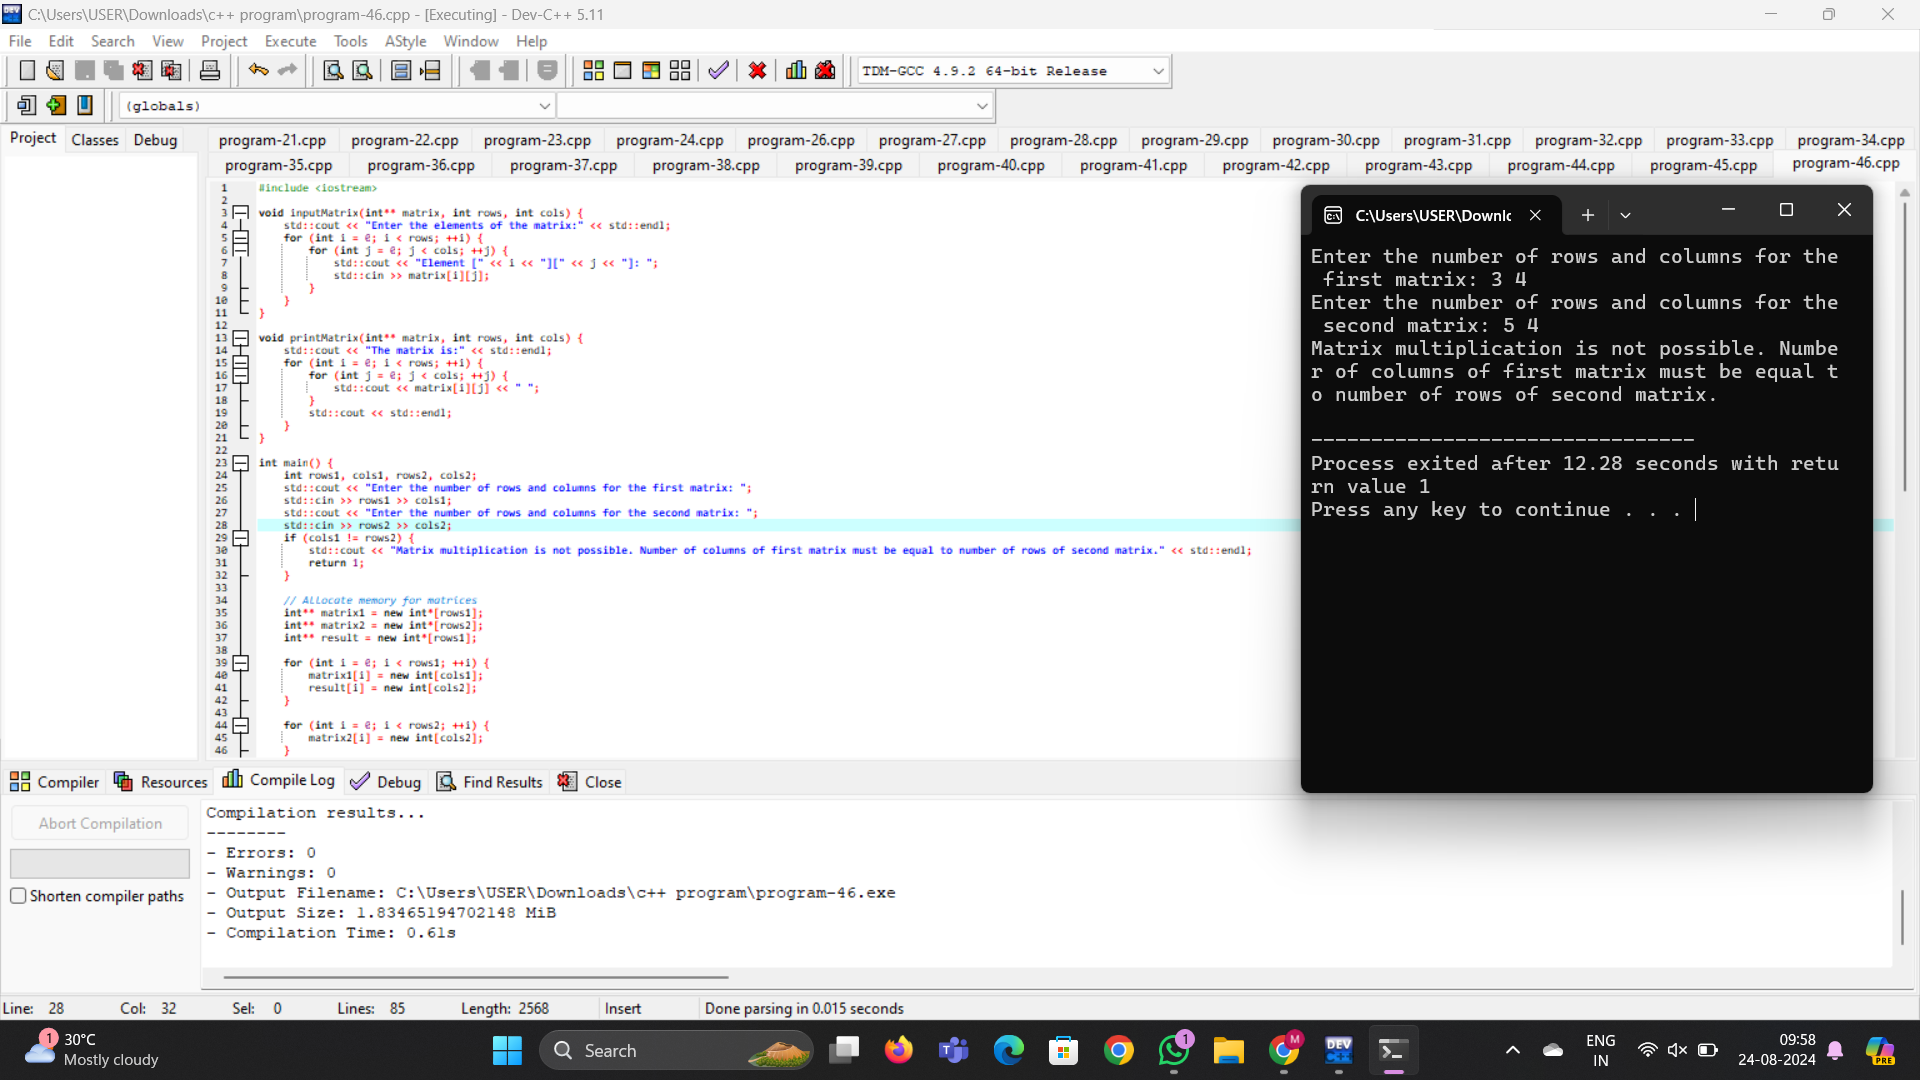 C:\Users\USER\Downloads\c++ program\program-46.cpp - [Executing] - Dev-C++ 5.11
File Edit Search View Project Execute Tools AStyle Window Help
TDM-GCC 4.9.2 64-bit Release
(globals)
Project Classes Debug
program-21.cpp program-22.cpp program-23.cpp program-24.cpp program-26.cpp program-27.cpp program-28.cpp program-29.cpp program-30.cpp program-31.cpp program-32.cpp program-33.cpp program-34.cpp
program-35.cpp program-36.cpp program-37.cpp program-38.cpp program-39.cpp program-40.cpp program-41.cpp program-42.cpp program-43.cpp program-44.cpp program-45.cpp program-46.cpp
1 #include <iostream>
2
3 void inputMatrix(int** matrix, int rows, int cols) {
4 std::cout << "Enter the elements of the matrix:" << std::endl;
5 for (int i = 0; i < rows; ++i) {
6 for (int j = 0; j < cols; ++j) {
7 std::cout << "Element [" << i << "][" << j << "]: ";
8 std::cin >> matrix[i][j];
9 }
10 }
11 }
12
13 void printMatrix(int** matrix, int rows, int cols) {
14 std::cout << "The matrix is:" << std::endl;
15 for (int i = 0; i < rows; ++i) {
16 for (int j = 0; j < cols; ++j) {
17 std::cout << matrix[i][j] << " ";
18 }
19 std::cout << std::endl;
20 }
21 }
22
23 int main() {
24 int rows1, cols1, rows2, cols2;
25 std::cout << "Enter the number of rows and columns for the first matrix: ";
26 std::cin >> rows1 >> cols1;
27 std::cout << "Enter the number of rows and columns for the second matrix: ";
28 std::cin >> rows2 >> cols2;
29 if (cols1 != rows2) {
30 std::cout << "Matrix multiplication is not possible. Number of columns of first matrix must be equal to number of rows of second matrix." << std::endl;
31 return 1;
32 }
33
34 // Allocate memory for matrices
35 int** matrix1 = new int*[rows1];
36 int** matrix2 = new int*[rows2];
37 int** result = new int*[rows1];
38
39 for (int i = 0; i < rows1; ++i) {
40 matrix1[i] = new int[cols1];
41 result[i] = new int[cols2];
42 }
43
44 for (int i = 0; i < rows2; ++i) {
45 matrix2[i] = new int[cols2];
46 }
C:\Users\USER\Downlc
Enter the number of rows and columns for the
first matrix: 3 4
Enter the number of rows and columns for the
second matrix: 5 4
Matrix multiplication is not possible. Numbe
r of columns of first matrix must be equal t
o number of rows of second matrix.
--------------------------------
Process exited after 12.28 seconds with retu
rn value 1
Press any key to continue . . .
Compiler Resources Compile Log Debug Find Results Close
Abort Compilation
Shorten compiler paths
Compilation results...
--------
- Errors: 0
- Warnings: 0
- Output Filename: C:\Users\USER\Downloads\c++ program\program-46.exe
- Output Size: 1.83465194702148 MiB
- Compilation Time: 0.61s
Line: 28 Col: 32 Sel: 0 Lines: 85 Length: 2568 Insert Done parsing in 0.015 seconds
1
30°C
Mostly cloudy
Search
1
M
DEV
ENG
IN
09:58
24-08-2024
PRE